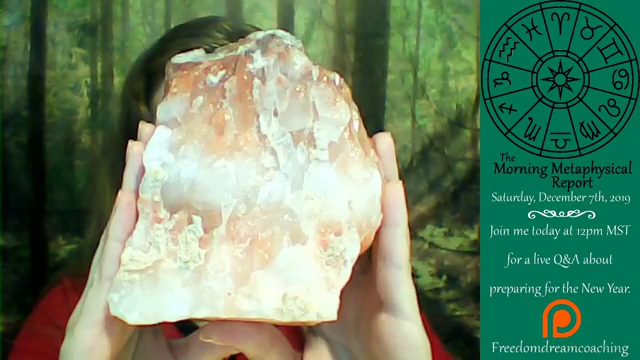 The
Morning Metaphysical
Report
Saturday, December 7th, 2019
Join me today at 12pm MST
for a live Q&A about
preparing for the New Year.
Freedomdreamcoaching